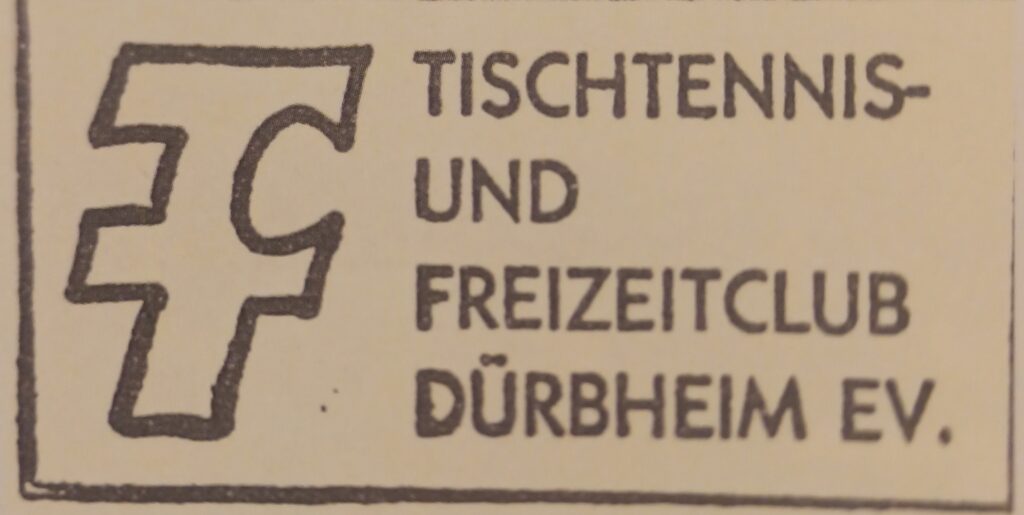 TISCHTENNIS-
UND
FREIZEITCLUB
DÜRBHEIM EV.